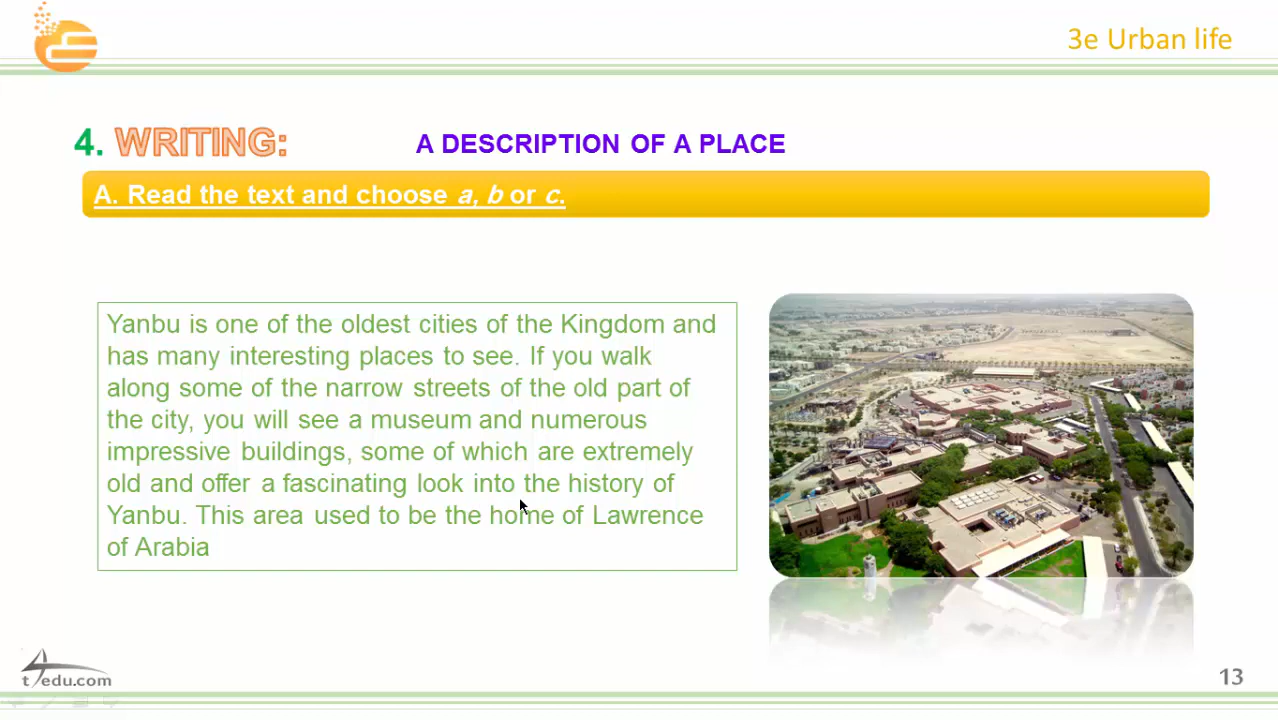 3e Urban life
4. WRITING:
A DESCRIPTION OF A PLACE
A. Read the text and choose a, b or c.
Yanbu is one of the oldest cities of the Kingdom and
has many interesting places to see. If you walk
along some of the narrow streets of the old part of
the city, you will see a museum and numerous
impressive buildings, some of which are extremely
old and offer a fascinating look into the history of
Yanbu. This area used to be the home of Lawrence
of Arabia
t4edu.com
13